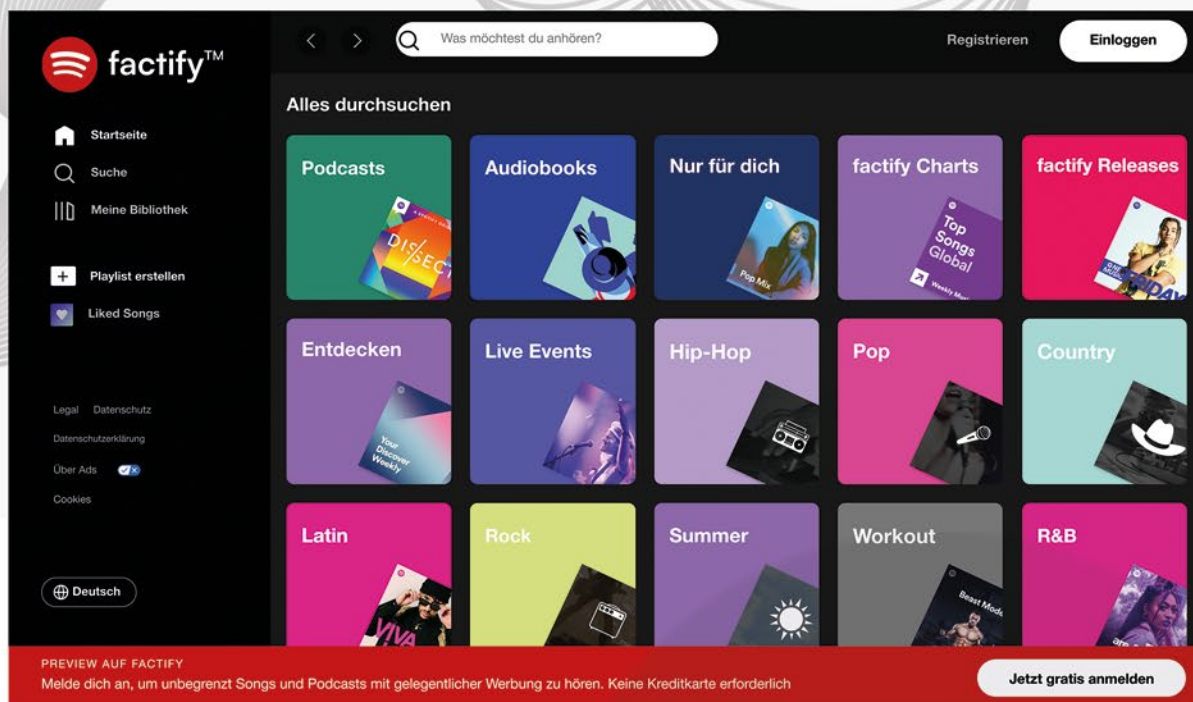 factify™
Was möchtest du anhören?
Registrieren
Einloggen
Startseite
Suche
Meine Bibliothek
Playlist erstellen
Liked Songs
Legal Datenschutz
Datenschutzerklärung
Über Ads
Cookies
Deutsch
Alles durchsuchen
Podcasts
DISSECT
Audiobooks
Nur für dich
Pop Mix
factify Charts
Top
Songs
Global
factify Releases
Entdecken
Your
Discover
Weekly
Live Events
Hip-Hop
Pop
Country
Latin
VIVA
Rock
Summer
Workout
Beast Mode
R&B
PREVIEW AUF FACTIFY
Melde dich an, um unbegrenzt Songs und Podcasts mit gelegentlicher Werbung zu hören. Keine Kreditkarte erforderlich
Jetzt gratis anmelden